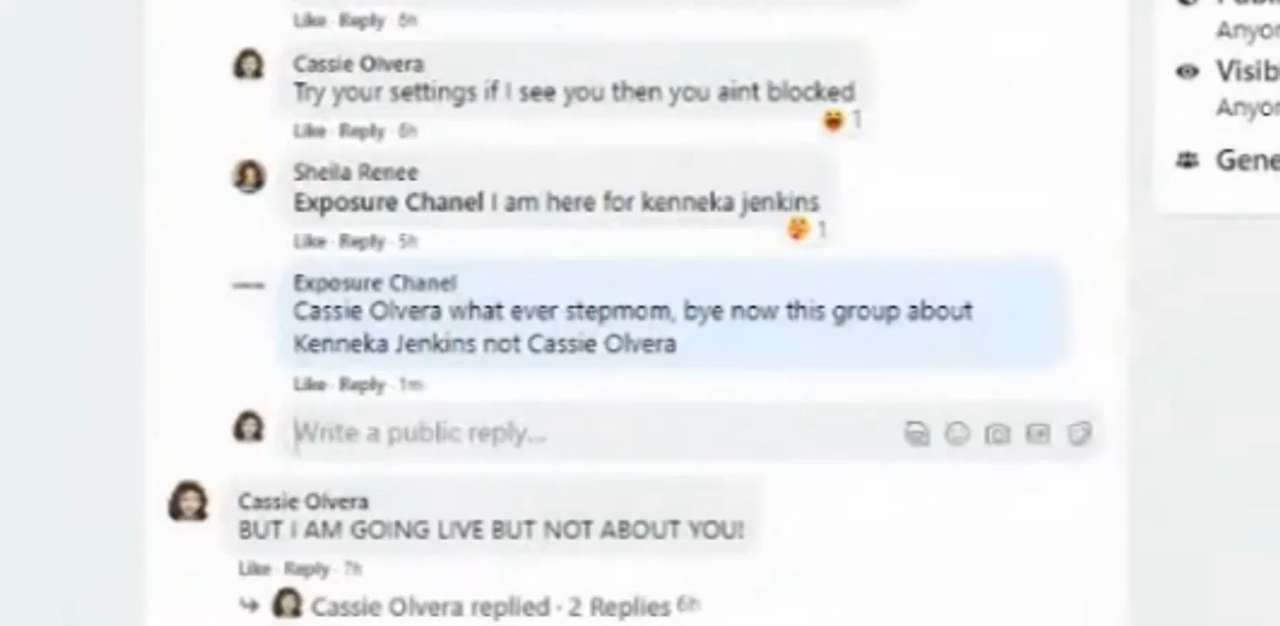 Like Reply 6h
Cassie Olvera
Try your settings if I see you then you aint blocked
1
Like Reply 6h
Sheila Renee
Exposure Chanel I am here for kenneka jenkins
1
Like Reply 5h
Exposure Chanel
Cassie Olvera what ever stepmom, bye now this group about
Kenneka Jenkins not Cassie Olvera
Like Reply 1m
Write a public reply...
Cassie Olvera
BUT I AM GOING LIVE BUT NOT ABOUT YOU!
Like Reply 7h
Cassie Olvera replied · 2 Replies 6h
Anyon
Visib
Anyon
Gene